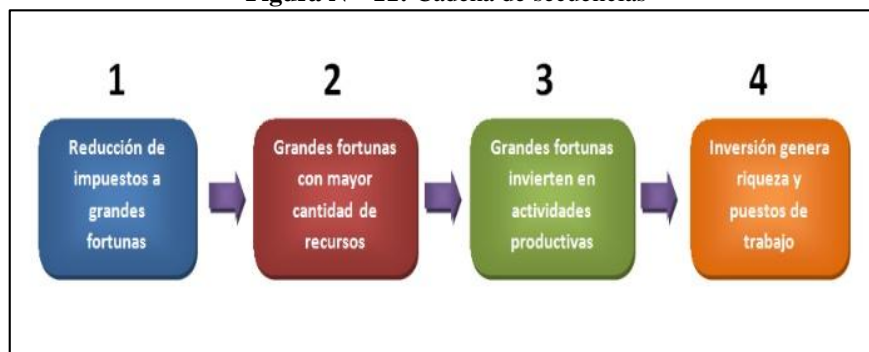 1
2
3
4
Reducción de
impuestos a
grandes
fortunas
Grandes fortunas
con mayor
cantidad de
recursos
Grandes fortunas
invierten en
actividades
productivas
Inversión genera
riqueza y
puestos de
trabajo